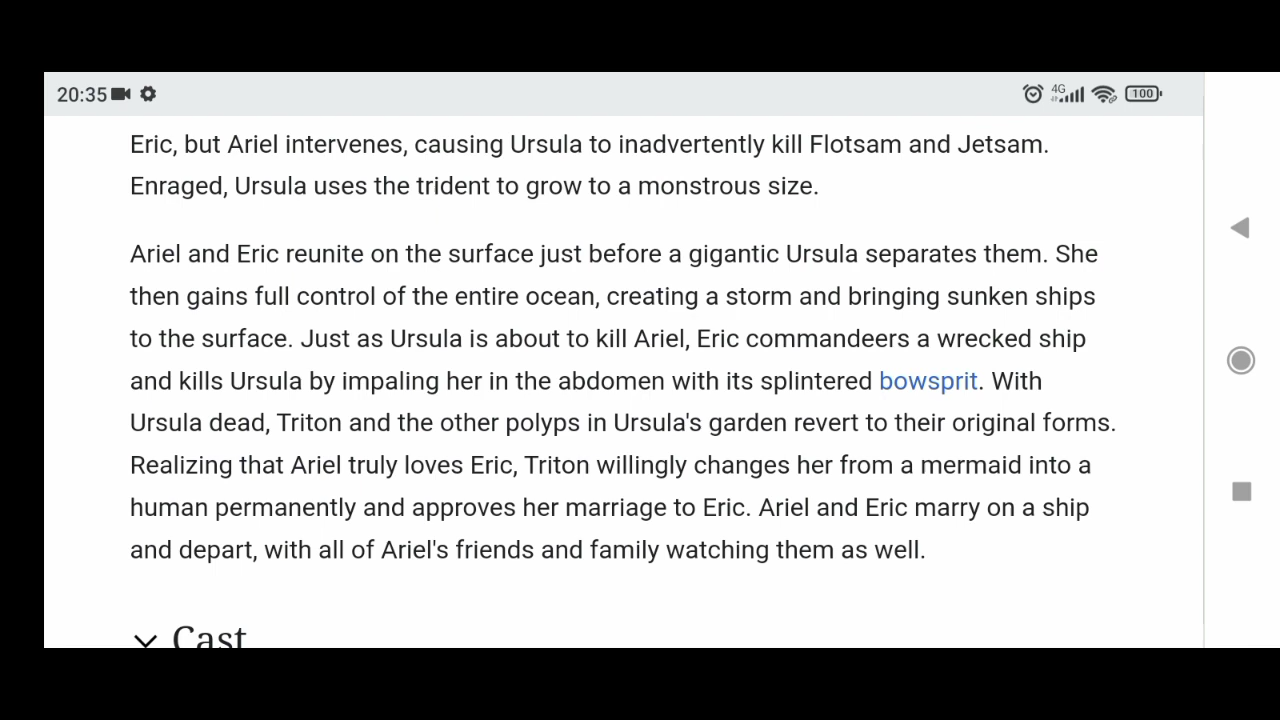 20:35
4G
100
Eric, but Ariel intervenes, causing Ursula to inadvertently kill Flotsam and Jetsam.
Enraged, Ursula uses the trident to grow to a monstrous size.
Ariel and Eric reunite on the surface just before a gigantic Ursula separates them. She
then gains full control of the entire ocean, creating a storm and bringing sunken ships
to the surface. Just as Ursula is about to kill Ariel, Eric commandeers a wrecked ship
and kills Ursula by impaling her in the abdomen with its splintered bowsprit. With
Ursula dead, Triton and the other polyps in Ursula's garden revert to their original forms.
Realizing that Ariel truly loves Eric, Triton willingly changes her from a mermaid into a
human permanently and approves her marriage to Eric. Ariel and Eric marry on a ship
and depart, with all of Ariel's friends and family watching them as well.
Cast